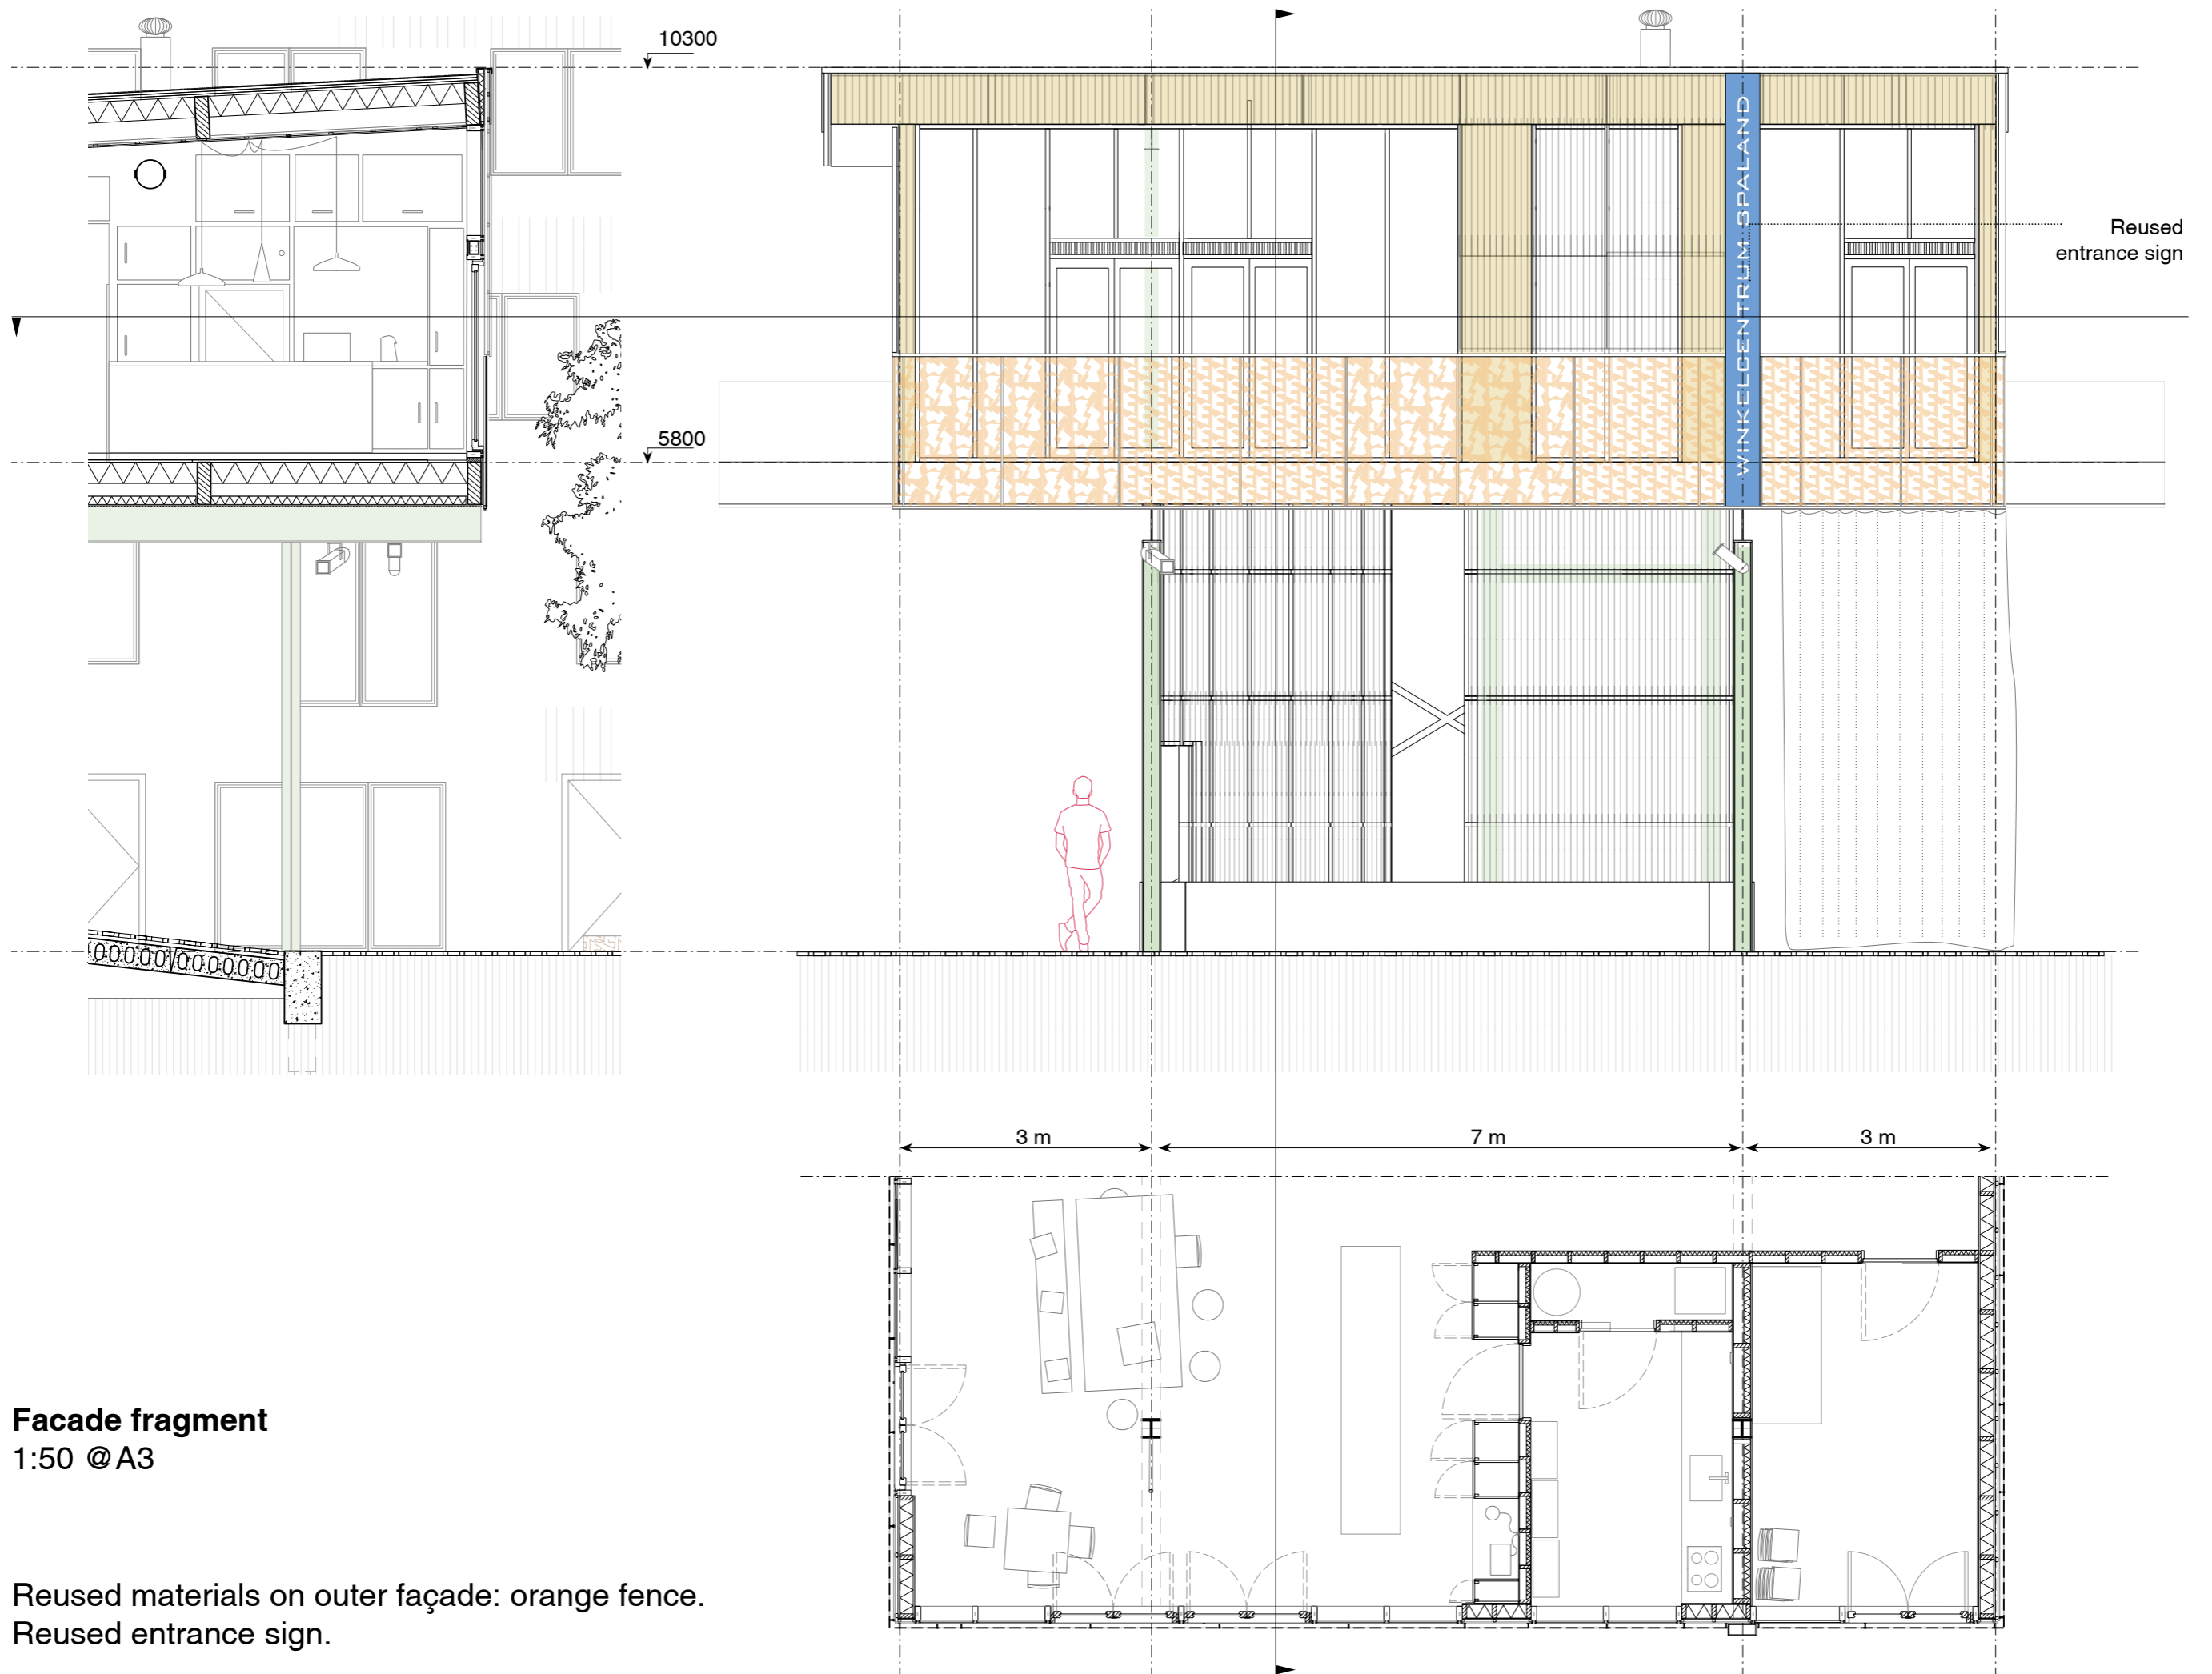 10300
Reused
entrance sign
WINKELCENTRUM SPALAND
5800
3 m
7 m
3 m
Facade fragment
1:50 @A3
Reused materials on outer façade: orange fence.
Reused entrance sign.